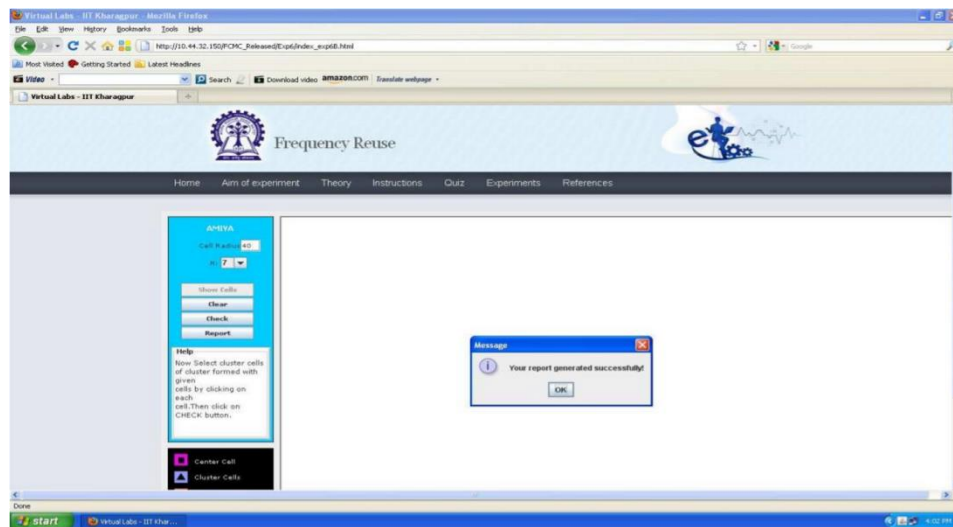 Virtual Labs - IIT Kharagpur - Mozilla Firefox
File Edit View History Bookmarks Tools Help
http://10.44.32.150/FCMC_Released/Exp6/index_exp6B.html
Google
Most Visited Getting Started Latest Headlines
Video Search Download video amazon.com Translate webpage
Virtual Labs - IIT Kharagpur
Frequency Reuse
Home Aim of experiment Theory Instructions Quiz Experiments References
AMIYA
Cell Radius 40
7
Show Cells
Clear
Check
Report
Help
Now Select cluster cells
of cluster formed with
given
cells by clicking on
each
cell.Then click on
CHECK button.
Message
Your report generated successfully!
OK
Center Cell
Cluster Cells
Done
start Virtual Labs - IIT Khar... 4:02 PM